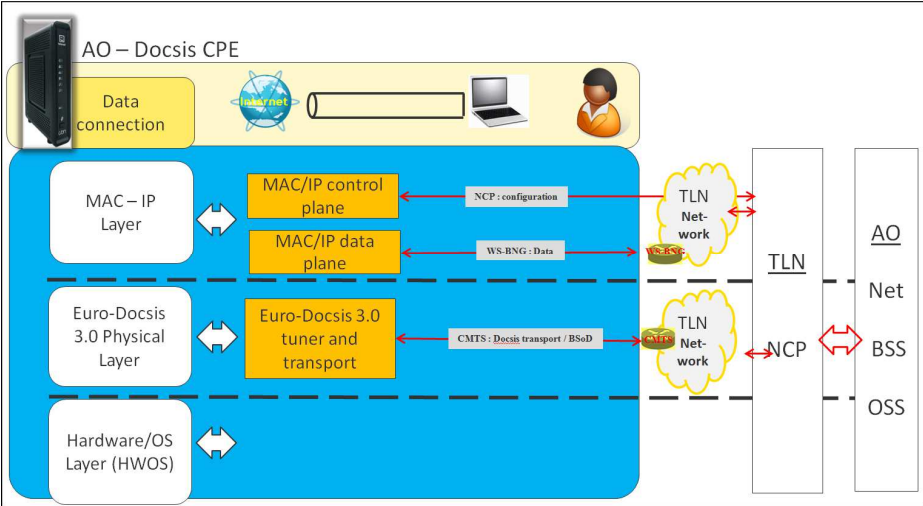 AO – Docsis CPE
Data
connection
Internet
MAC – IP
Layer
MAC/IP control
plane
NCP : configuration
TLN
Net-
work
MAC/IP data
plane
WS-BNG : Data
WS-BNG
Euro-Docsis
3.0 Physical
Layer
Euro-Docsis 3.0
tuner and
transport
CMTS : Docsis transport / BSoD
CMTS
TLN
Net-
work
Hardware/OS
Layer (HWOS)
TLN
NCP
AO
Net
BSS
OSS